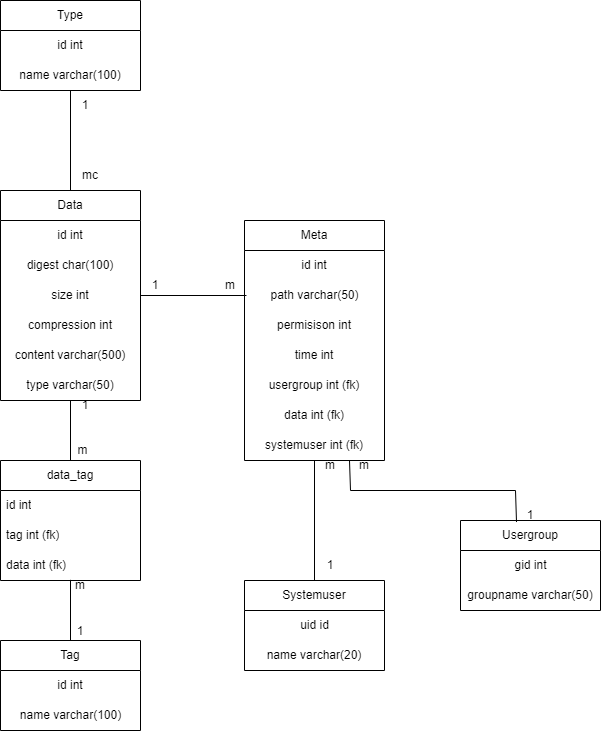 Type
id int
name varchar(100)
1
mc
Data
id int
digest char(100)
size int
compression int
content varchar(500)
type varchar(50)
1
m
Meta
id int
path varchar(50)
permisison int
time int
usergroup int (fk)
data int (fk)
systemuser int (fk)
1
m
data_tag
id int
tag int (fk)
data int (fk)
m
1
Tag
id int
name varchar(100)
m
m
1
1
Systemuser
uid id
name varchar(20)
Usergroup
gid int
groupname varchar(50)